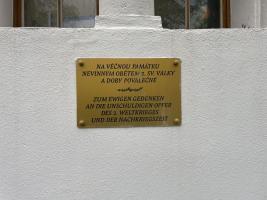 NA VĚČNOU PAMÁTKU
NEVINNÝM OBĚTEM 2. SV. VÁLKY
A DOBY POVÁLEČNÉ
ZUM EWIGEN GEDENKEN
AN DIE UNSCHULDIGEN OPFER
DES 2. WELTKRIEGES
UND DER NACHKRIEGSZEIT